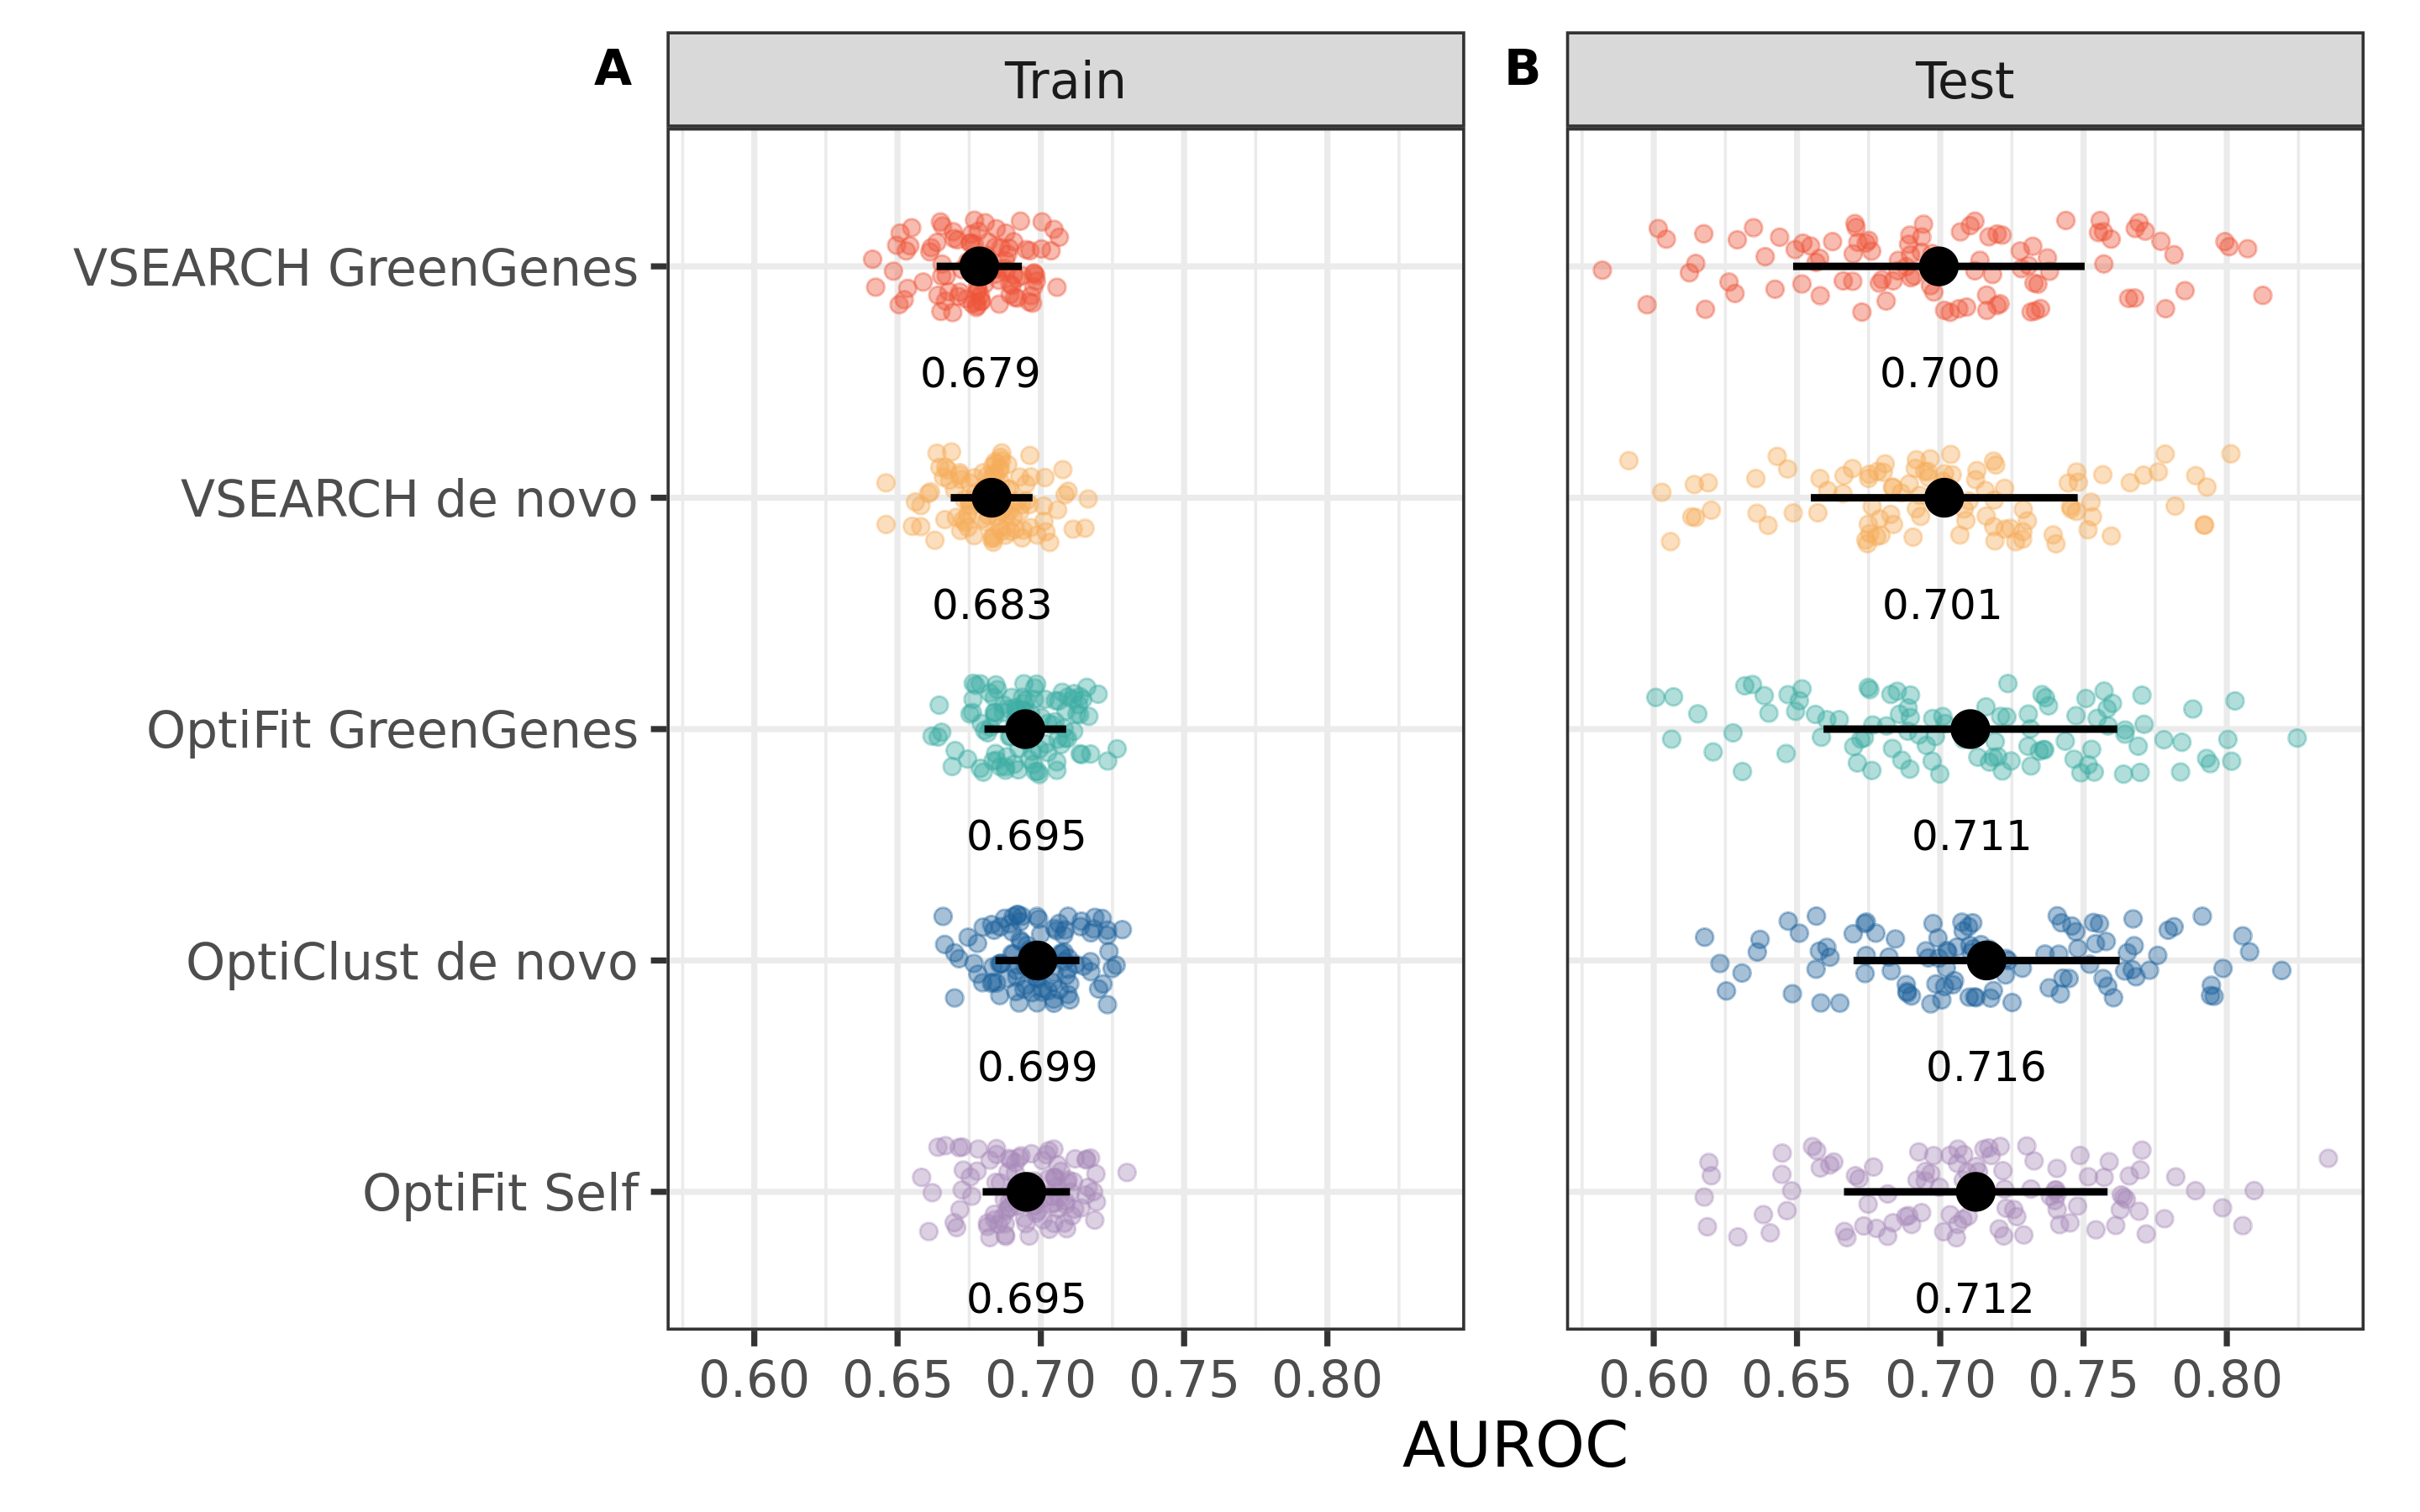 A
Train
B
Test
VSEARCH GreenGenes
0.679
0.700
VSEARCH de novo
0.683
0.701
OptiFit GreenGenes
0.695
0.711
OptiClust de novo
0.699
0.716
OptiFit Self
0.695
0.712
0.60 0.65 0.70 0.75 0.80
0.60 0.65 0.70 0.75 0.80
AUROC